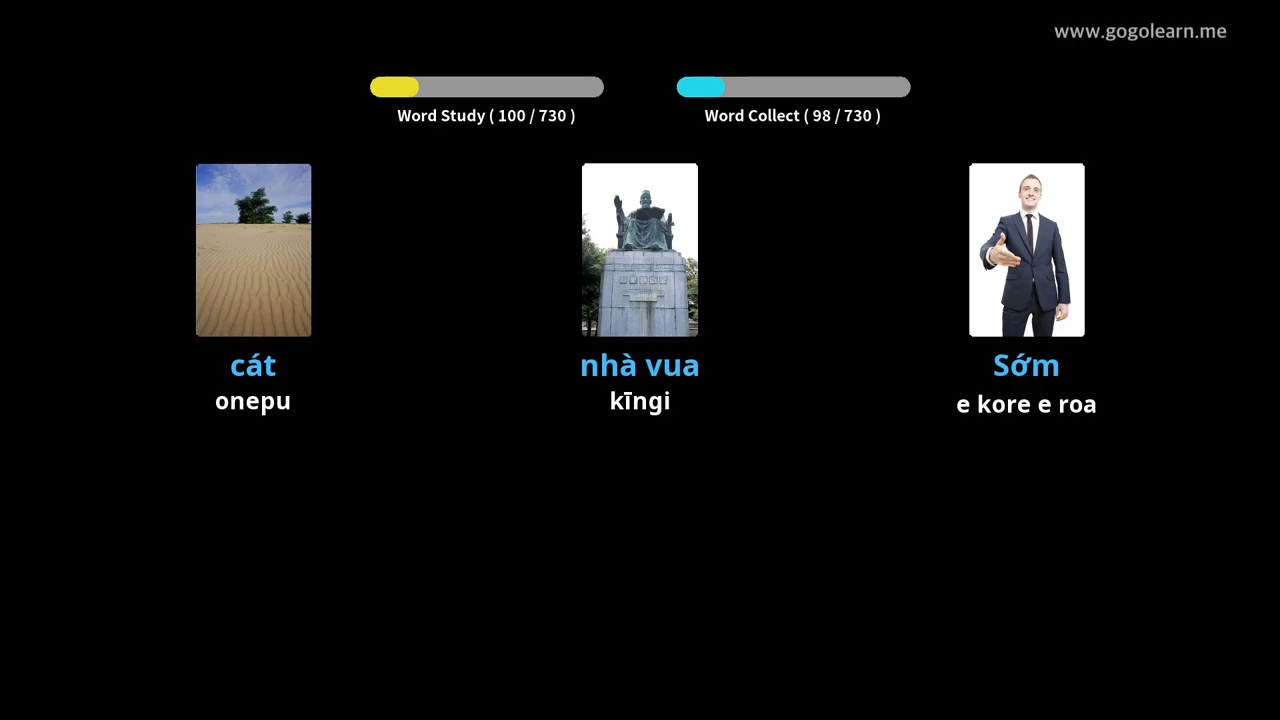 www.gogolearn.me
Word Study ( 100 / 730 )
Word Collect ( 98 / 730 )
cát
nhà vua
Sớm
onepu
kīngi
e kore e roa